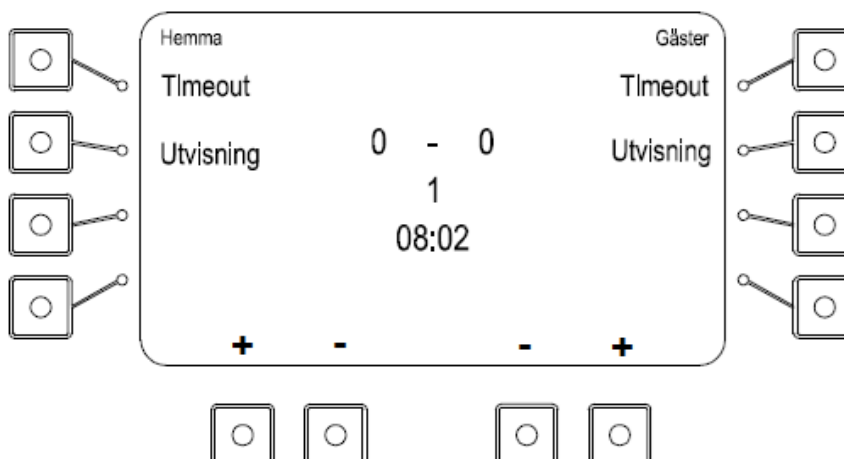 Hemma Gäster
TImeout TImeout
Utvisning 0 - 0 Utvisning
1
08:02
+ - - +